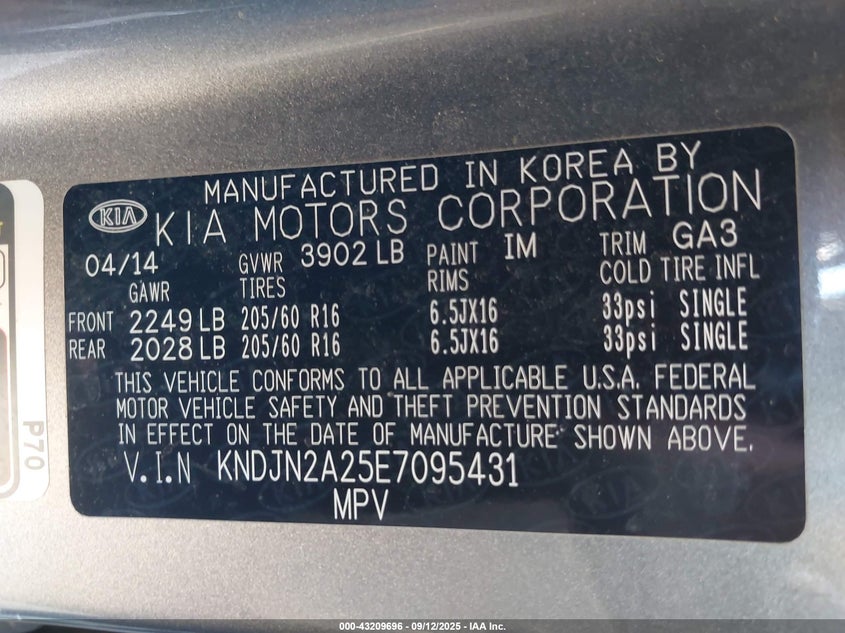 MANUFACTURED IN KOREA BY
KIA KIA MOTORS CORPORATION
04/14 GVWR 3902 LB PAINT IM TRIM GA3
GAWR TIRES RIMS COLD TIRE INFL
FRONT 2249 LB 205/60 R16 6.5JX16 33psi SINGLE
REAR 2028 LB 205/60 R16 6.5JX16 33psi SINGLE
THIS VEHICLE CONFORMS TO ALL APPLICABLE U.S.A. FEDERAL
MOTOR VEHICLE SAFETY AND THEFT PREVENTION STANDARDS
IN EFFECT ON THE DATE OF MANUFACTURE SHOWN ABOVE.
V.I.N KNDJN2A25E7095431
MPV
P70
000-43209696 - 09/12/2025 - IAA Inc.